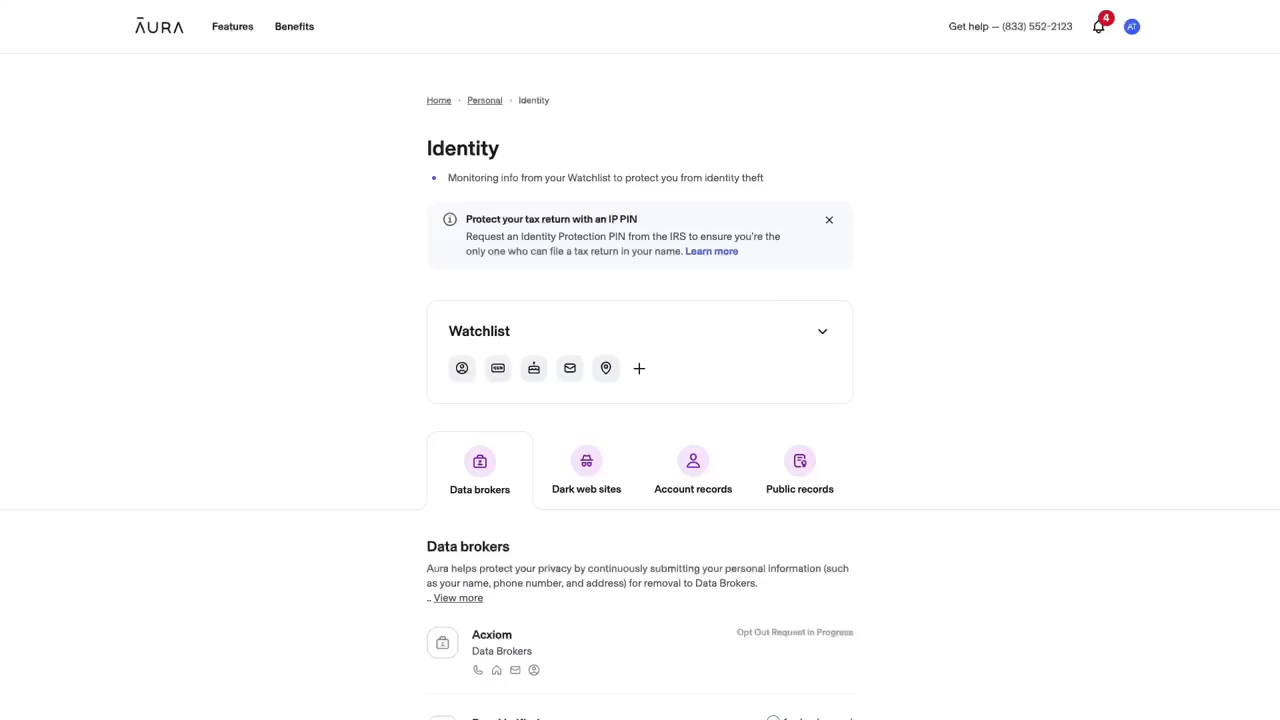 AURA
Features
Benefits
Get help — (833) 552-2123
4
AT
Home › Personal › Identity
Identity
• Monitoring info from your Watchlist to protect you from identity theft
Protect your tax return with an IP PIN
Request an Identity Protection PIN from the IRS to ensure you're the
only one who can file a tax return in your name. Learn more
Watchlist
SSN
Data brokers
Dark web sites
Account records
Public records
Data brokers
Aura helps protect your privacy by continuously submitting your personal information (such
as your name, phone number, and address) for removal to Data Brokers.
.. View more
Acxiom
Opt Out Request in Progress
Data Brokers